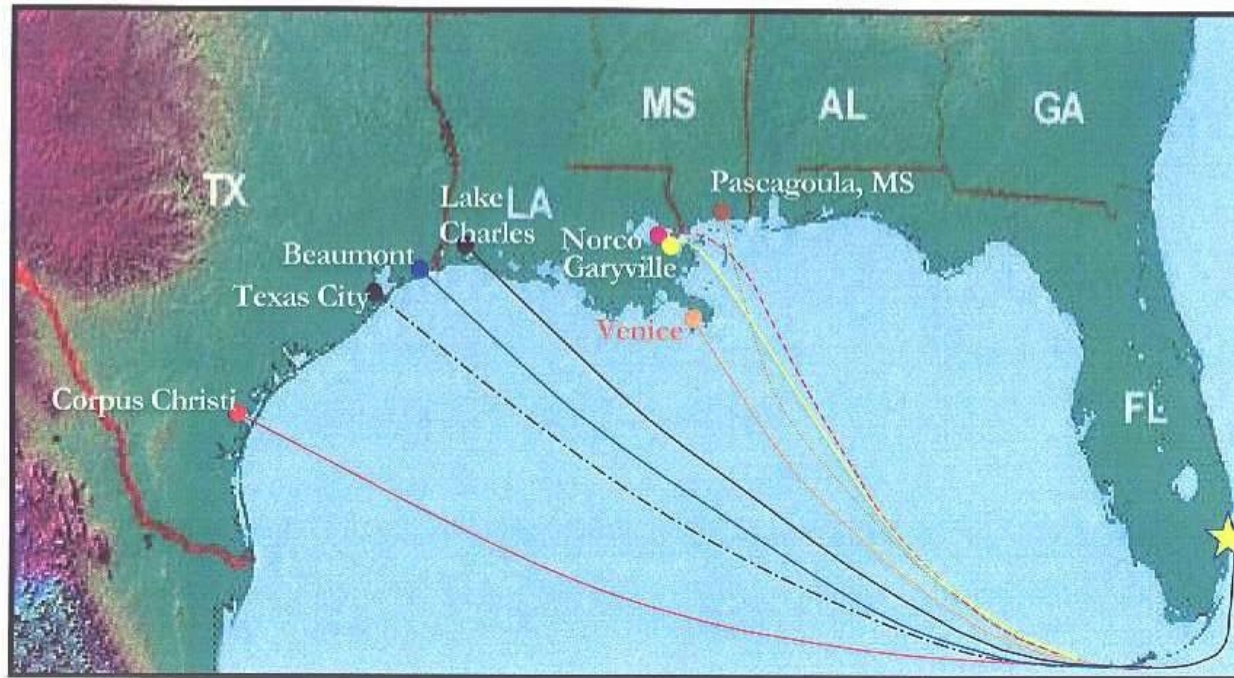 MS
AL
GA
TX
Pascagoula, MS
Lake
Charles
LA
Norco
Beaumont
Garyville
Texas City
Venice
Corpus Christi
FL